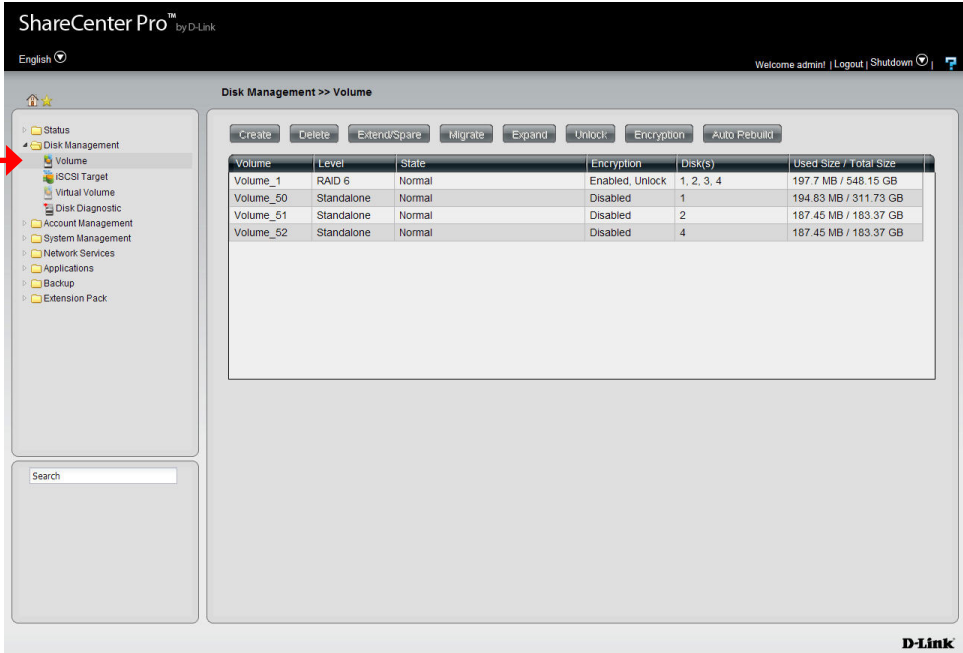 ShareCenter Pro™ by D-Link
English
Welcome admin! | Logout | Shutdown |
Disk Management >> Volume
Status
Disk Management
Volume
iSCSI Target
Virtual Volume
Disk Diagnostic
Account Management
System Management
Network Services
Applications
Backup
Extension Pack
Search
Create Delete Extend/Spare Migrate Expand Unlock Encryption Auto Rebuild
Volume Level State Encryption Disk(s) Used Size / Total Size
Volume_1 RAID 6 Normal Enabled, Unlock 1, 2, 3, 4 197.7 MB / 548.15 GB
Volume_50 Standalone Normal Disabled 1 194.83 MB / 311.73 GB
Volume_51 Standalone Normal Disabled 2 187.45 MB / 183.37 GB
Volume_52 Standalone Normal Disabled 4 187.45 MB / 183.37 GB
D-Link